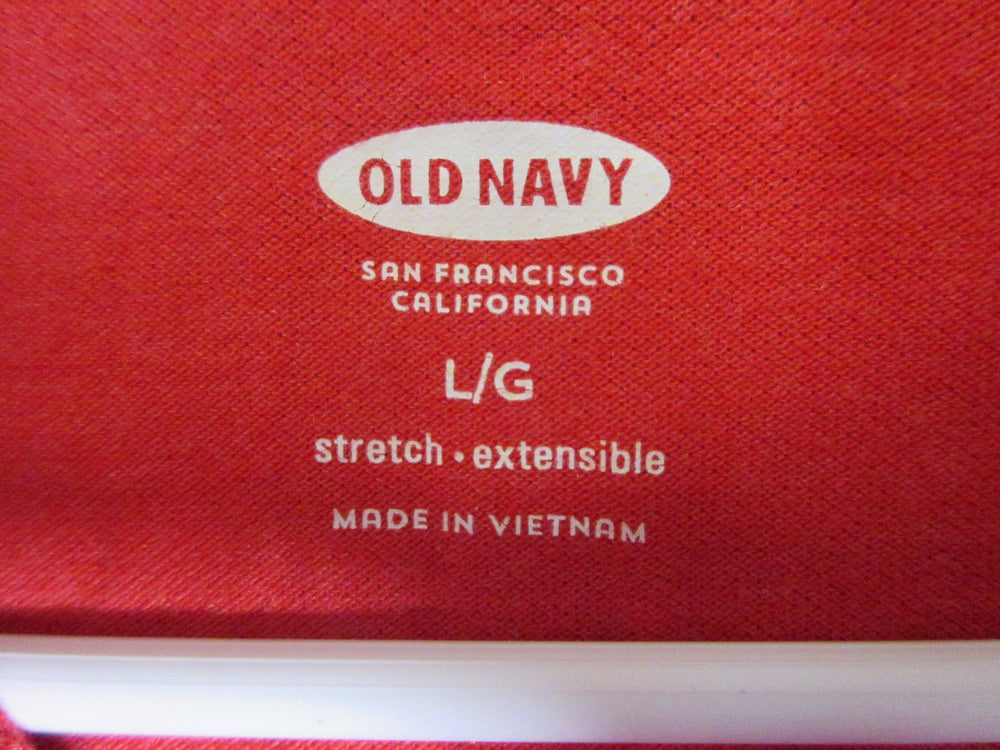 OLD NAVY
SAN FRANCISCO
CALIFORNIA
L/G
stretch • extensible
MADE IN VIETNAM